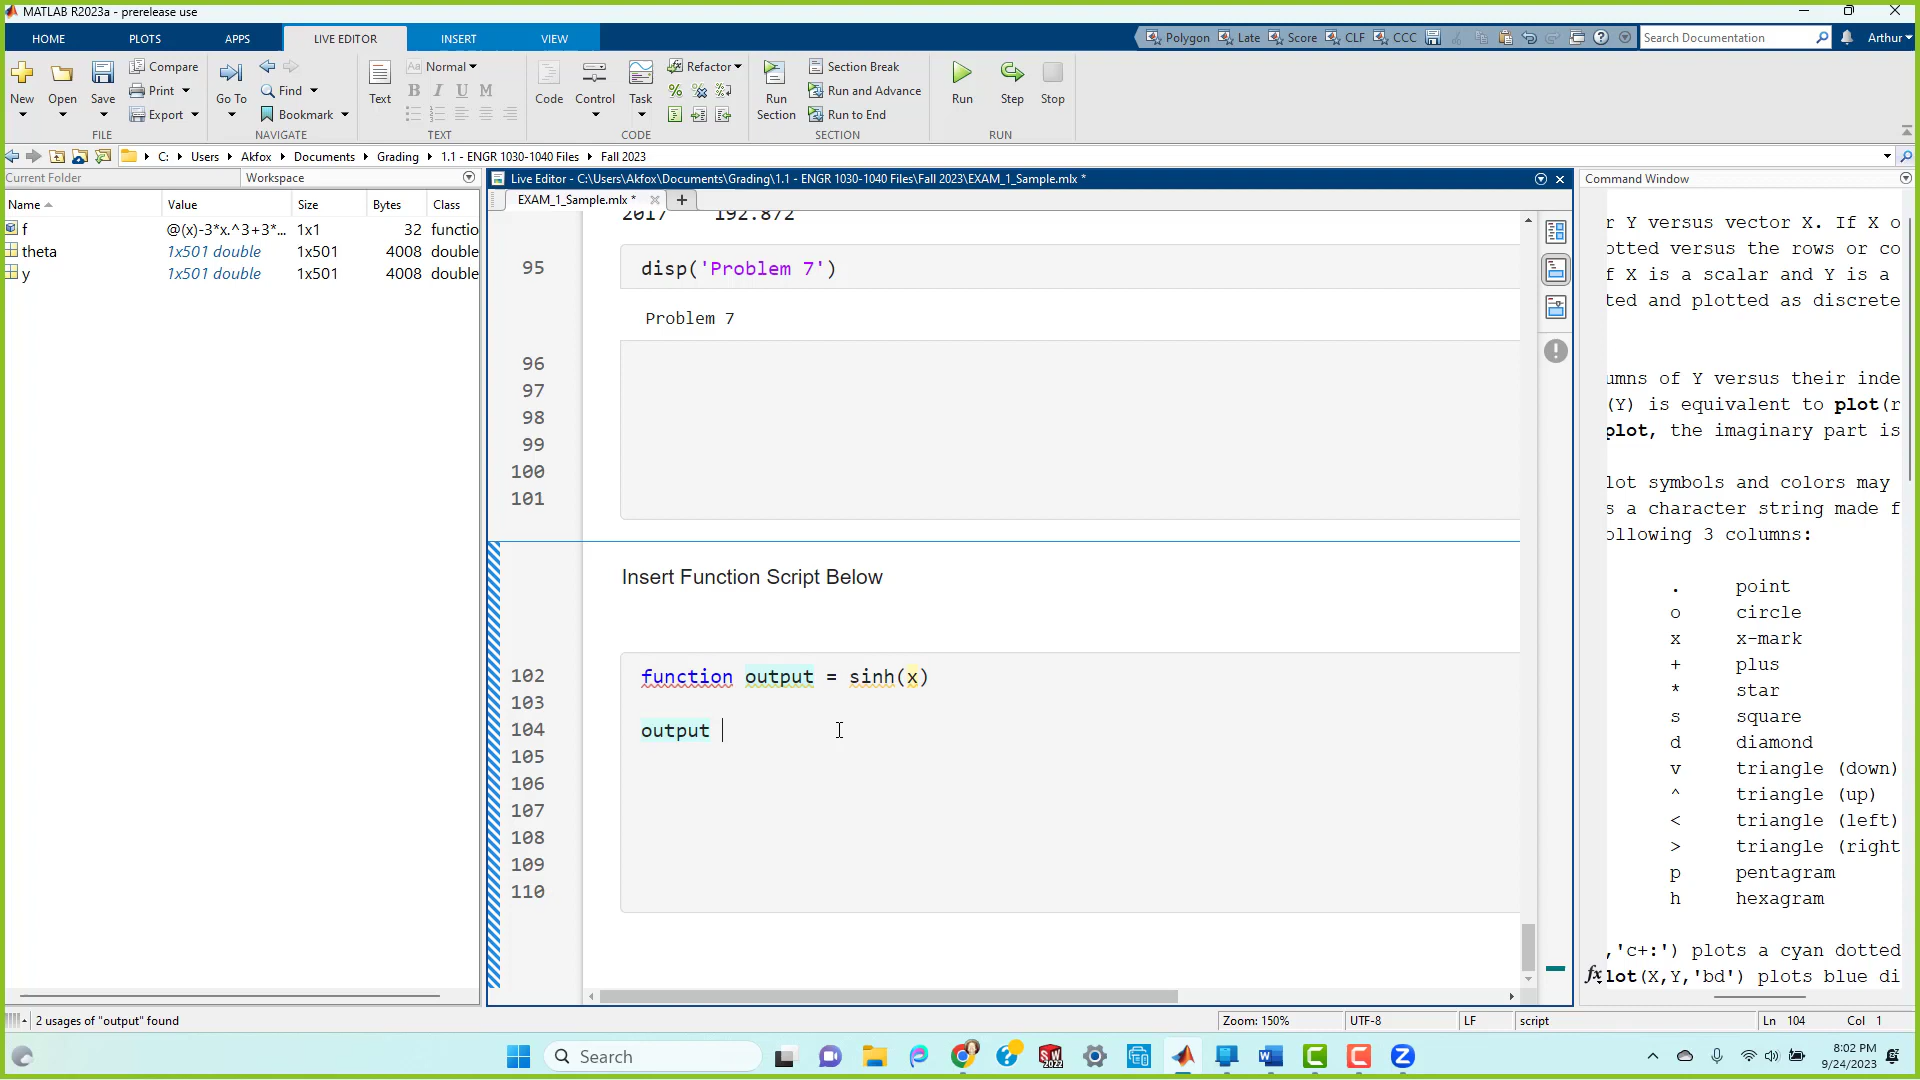 MATLAB R2023a - prerelease use
HOME PLOTS APPS LIVE EDITOR INSERT VIEW
Polygon Late Score CLF CCC Search Documentation Arthur
New Open Save Compare Print Export
FILE
Go To Find Bookmark
NAVIGATE
Text Aa Normal B I U M
TEXT
Code Control Task Refactor
CODE
Run Section Section Break Run and Advance Run to End
SECTION
Run Step Stop
RUN
C: Users Akfox Documents Grading 1.1 - ENGR 1030-1040 Files Fall 2023
Current Folder Workspace
Name Value Size Bytes Class
f @(x)-3*x.^3+3*... 1x1 32 functio
theta 1x501 double 1x501 4008 double
y 1x501 double 1x501 4008 double
Live Editor - C:\Users\Akfox\Documents\Grading\1.1 - ENGR 1030-1040 Files\Fall 2023\EXAM_1_Sample.mlx *
EXAM_1_Sample.mlx *
2017 192.872
95 disp('Problem 7')
Problem 7
96
97
98
99
100
101
Insert Function Script Below
102 function output = sinh(x)
103
104 output
105
106
107
108
109
110
Command Window
r Y versus vector X. If X o
otted versus the rows or co
f X is a scalar and Y is a
ted and plotted as discrete
umns of Y versus their inde
(Y) is equivalent to plot(r
plot, the imaginary part is
lot symbols and colors may
s a character string made f
ollowing 3 columns:
. point
o circle
x x-mark
+ plus
* star
s square
d diamond
v triangle (down)
^ triangle (up)
< triangle (left)
> triangle (right
p pentagram
h hexagram
,'c+:') plots a cyan dotted
fx lot(X,Y,'bd') plots blue di
2 usages of "output" found
Zoom: 150% UTF-8 LF script Ln 104 Col 1
Search
8:02 PM
9/24/2023